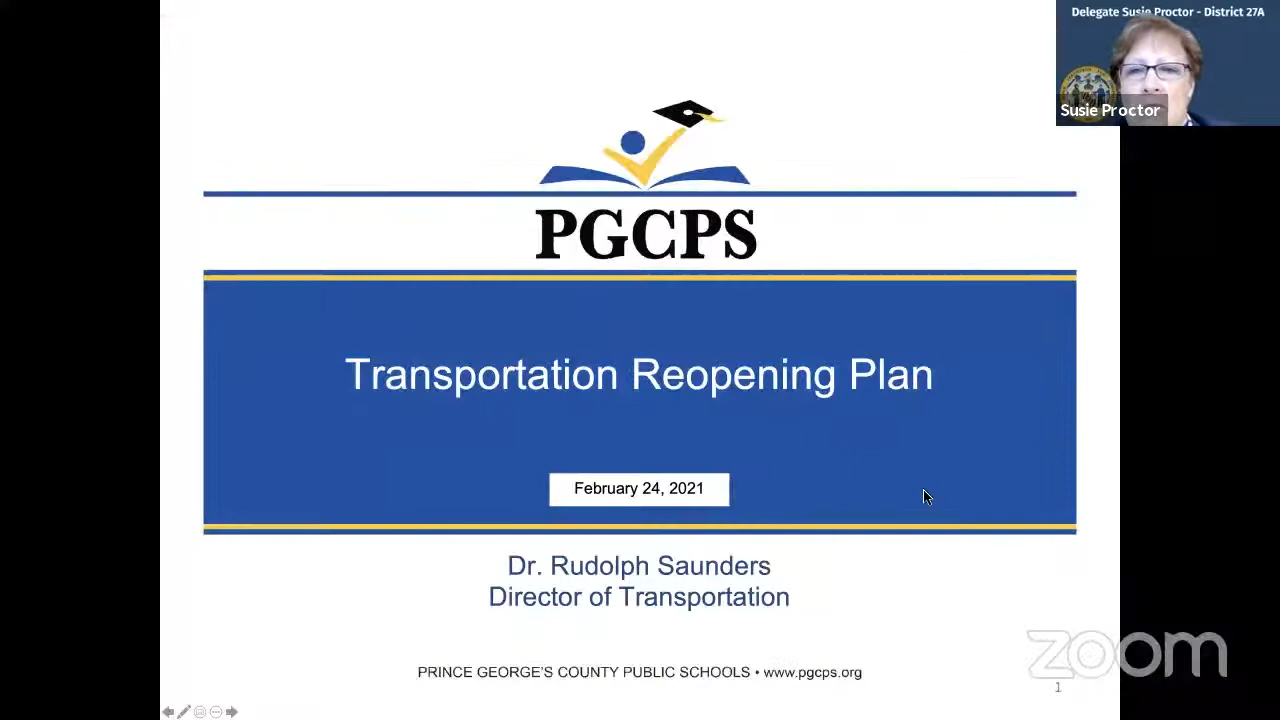 Delegate Susie Proctor - District 27A
Susie Proctor
PGCPS
Transportation Reopening Plan
February 24, 2021
Dr. Rudolph Saunders
Director of Transportation
PRINCE GEORGE'S COUNTY PUBLIC SCHOOLS • www.pgcps.org
zoom
1